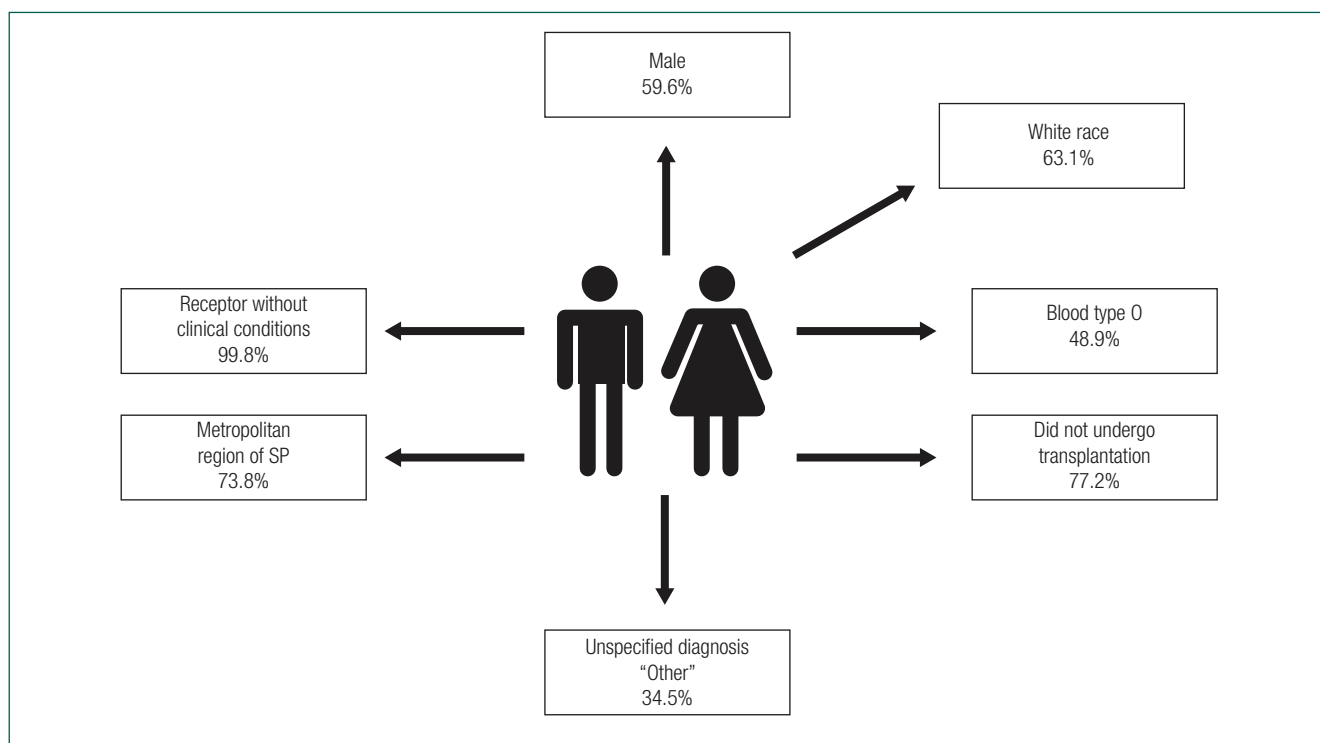 Male
59.6%
White race
63.1%
Receptor without
clinical conditions
99.8%
Blood type O
48.9%
Metropolitan
region of SP
73.8%
Did not undergo
transplantation
77.2%
Unspecified diagnosis
“Other”
34.5%